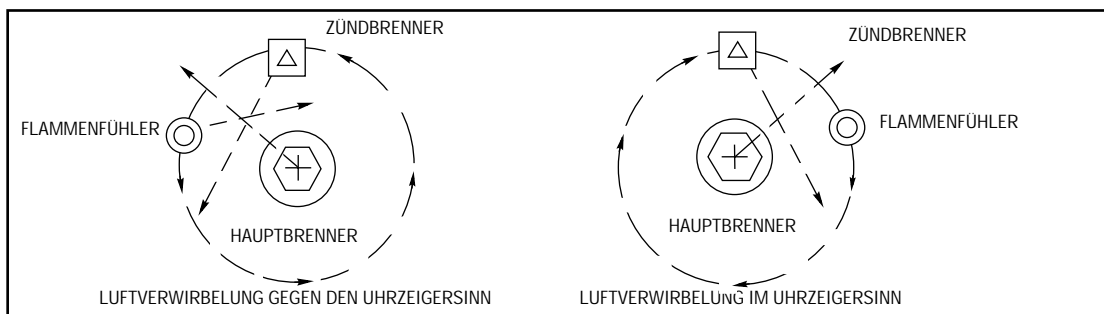 ZÜNDBRENNER
FLAMMENFÜHLER
HAUPTBRENNER
LUFTVERWIRBELUNG GEGEN DEN UHRZEIGERSINN
ZÜNDBRENNER
FLAMMENFÜHLER
HAUPTBRENNER
LUFTVERWIRBELUNG IM UHRZEIGERSINN